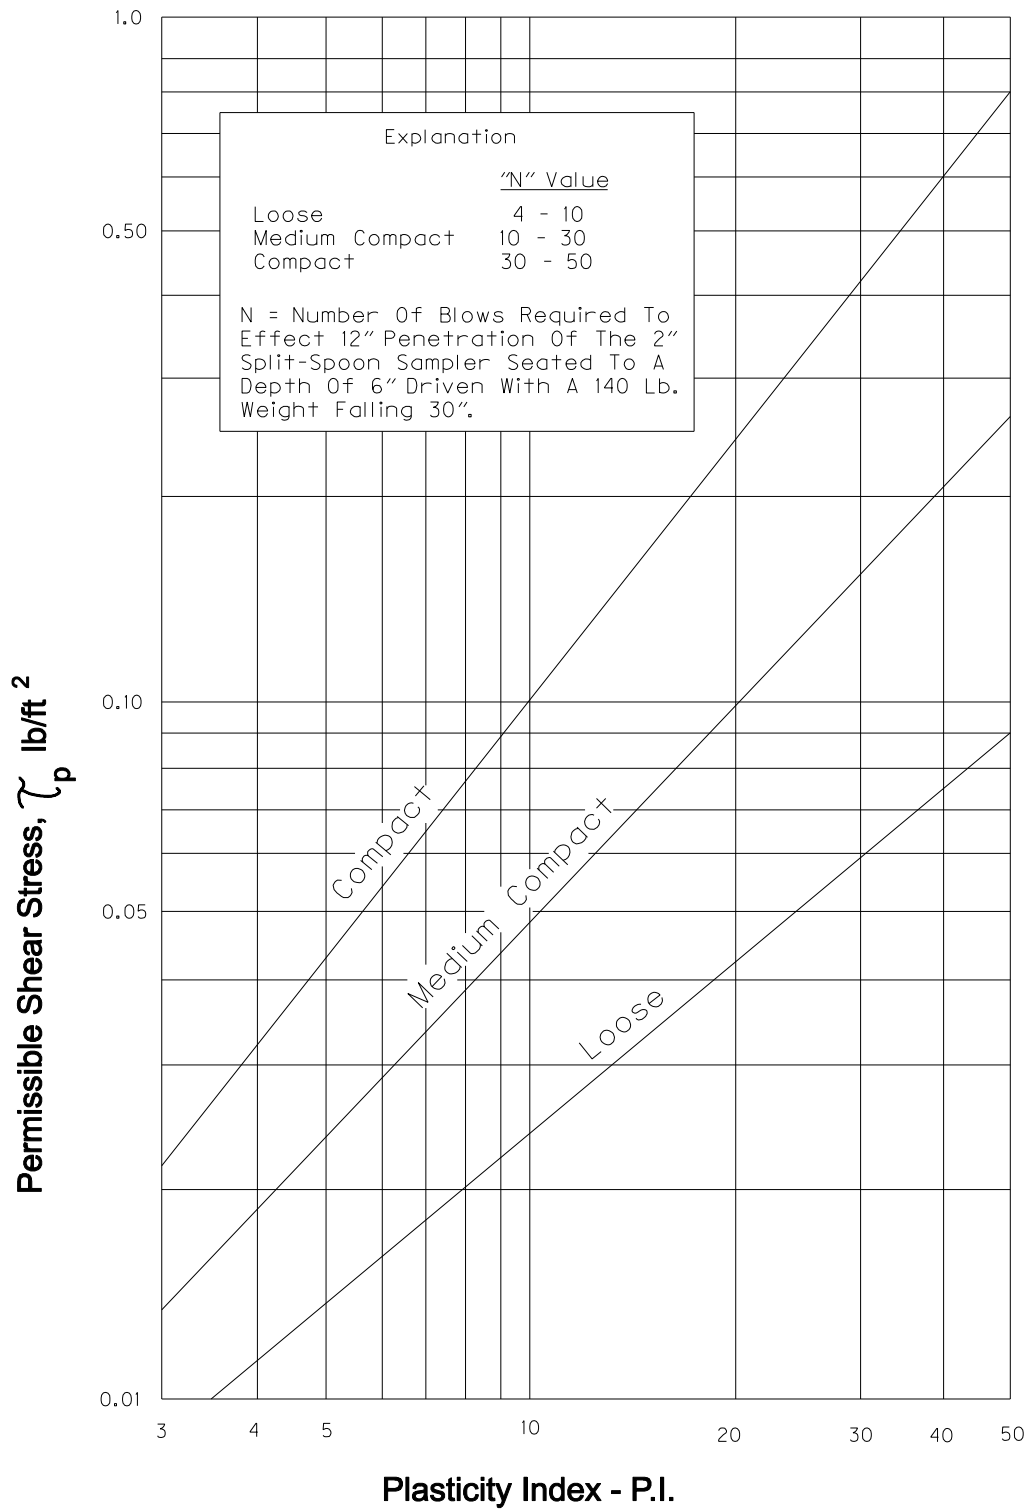 1.0
Explanation
"N" Value
Loose 4 - 10
Medium Compact 10 - 30
Compact 30 - 50
N = Number Of Blows Required To
Effect 12" Penetration Of The 2"
Split-Spoon Sampler Seated To A
Depth Of 6" Driven With A 140 Lb.
Weight Falling 30".
0.50
0.10
0.05
0.01
Permissible Shear Stress, τp lb/ft 2
Compact
Medium Compact
Loose
3 4 5 10 20 30 40 50
Plasticity Index - P.I.